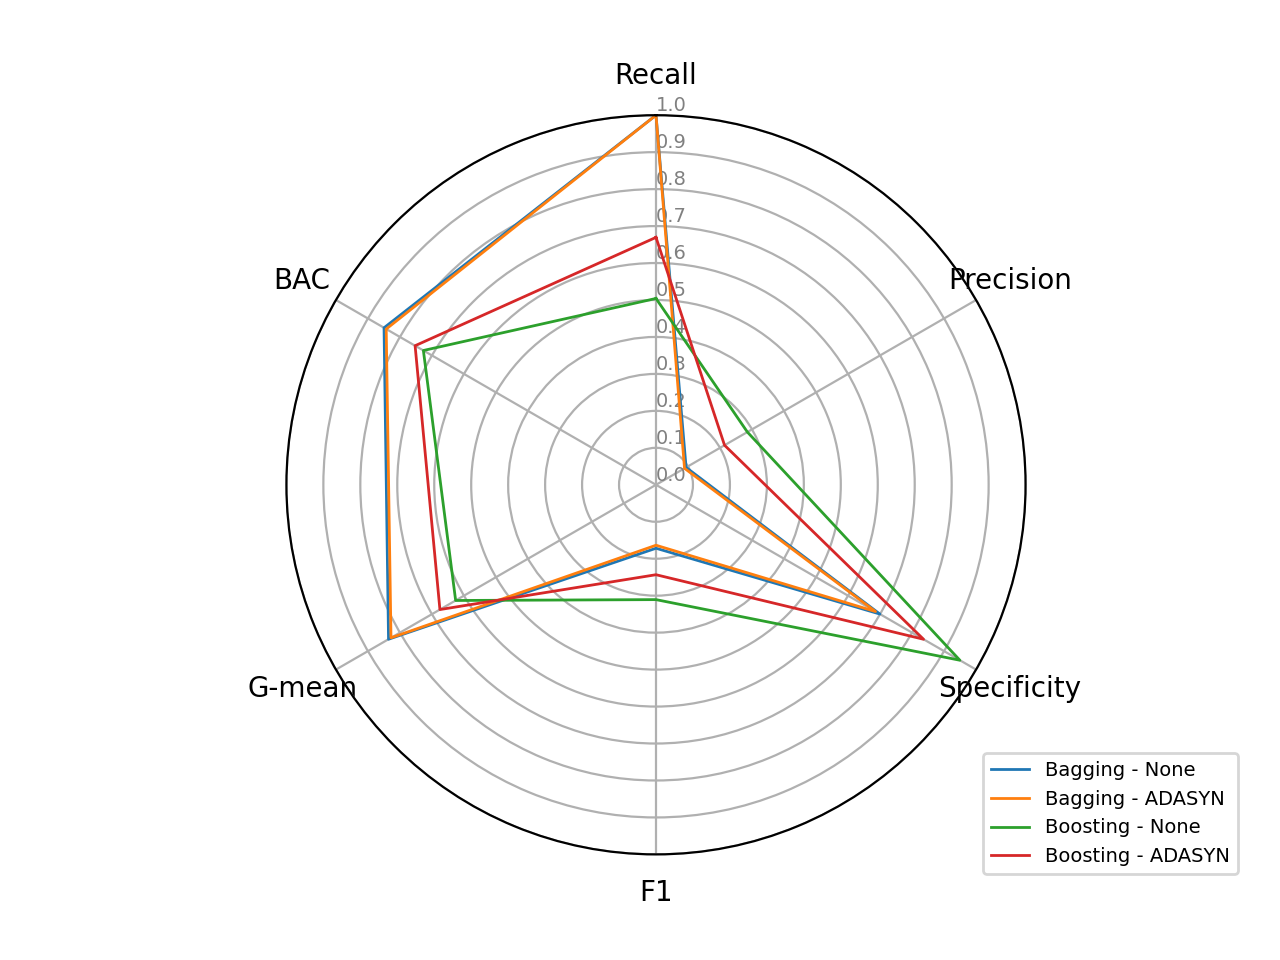 Recall
1.0
0.9
0.8
0.7
0.6
0.5
0.4
0.3
0.2
0.1
0.0
BAC
Precision
G-mean
Specificity
F1
Bagging - None
Bagging - ADASYN
Boosting - None
Boosting - ADASYN